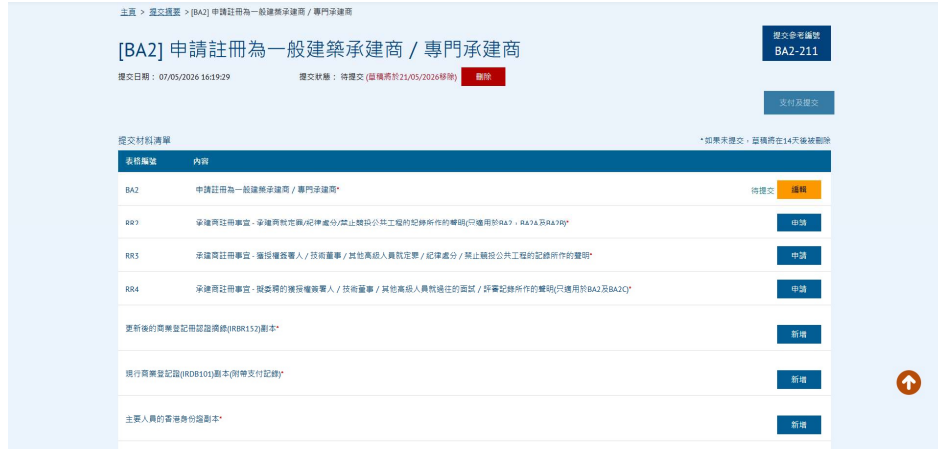 主頁 > 提交摘要 > [BA2] 申請註冊為一般建築承建商 / 專門承建商
[BA2] 申請註冊為一般建築承建商 / 專門承建商
提交參考編號
BA2-211
提交日期： 07/05/2026 16:19:29 提交狀態： 待提交 (草稿將於21/05/2026移除) 刪除
支付及提交
提交材料清單 *如果未提交，草稿將在14天後被刪除
表格編號 內容
BA2 申請註冊為一般建築承建商 / 專門承建商* 待提交 編輯
RR2 承建商註冊事宜 - 承建商就定罪/紀律處分/禁止競投公共工程的記錄所作的聲明(只適用於BA2，BA2A及BA2B)* 申請
RR3 承建商註冊事宜 - 獲授權簽署人 / 技術董事 / 其他高級人員就定罪 / 紀律處分 / 禁止競投公共工程的記錄所作的聲明* 申請
RR4 承建商註冊事宜 - 擬委聘的獲授權簽署人 / 技術董事 / 其他高級人員就過往的面試 / 評審記錄所作的聲明(只適用於BA2及BA2C)* 申請
更新後的商業登記冊認證摘錄(IRBR152)副本* 新增
現行商業登記證(IRDB101)副本(附帶支付記錄)* 新增
主要人員的香港身份證副本* 新增